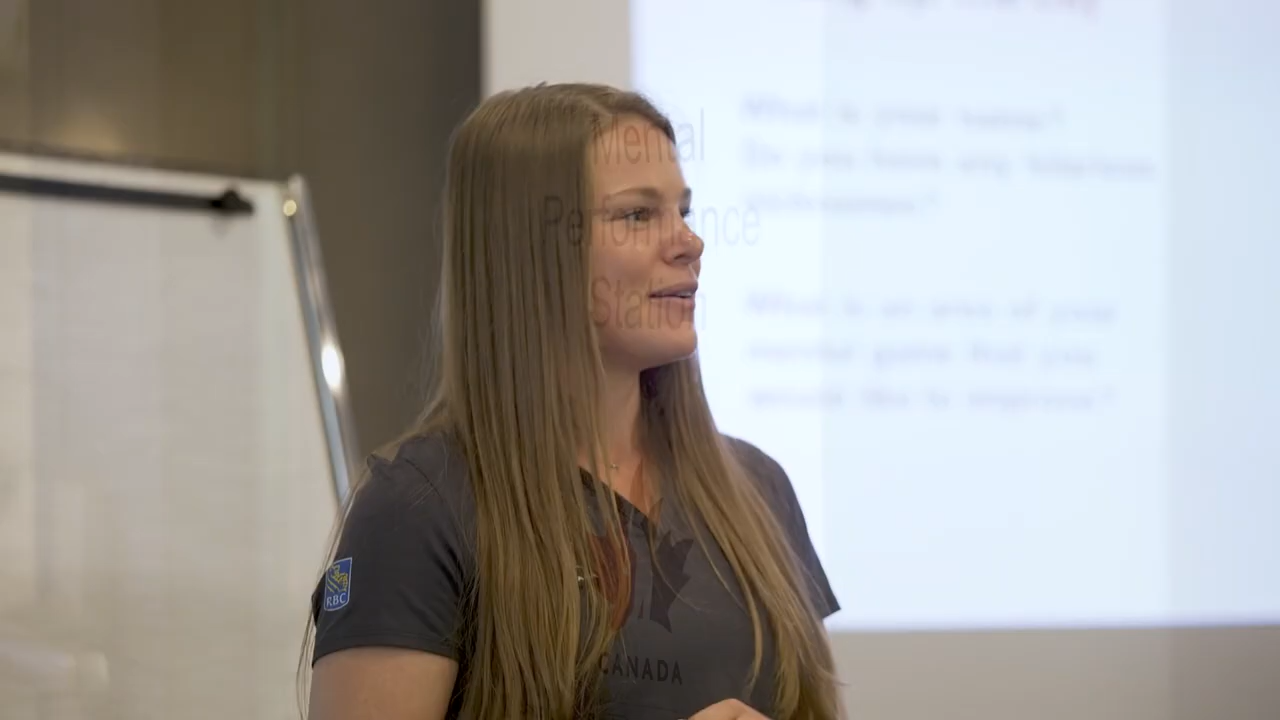 Mental
Performance
Station
What is your name?
Do you have any
What is an area of your
mental game that you
would like to improve?
RBC
CANADA